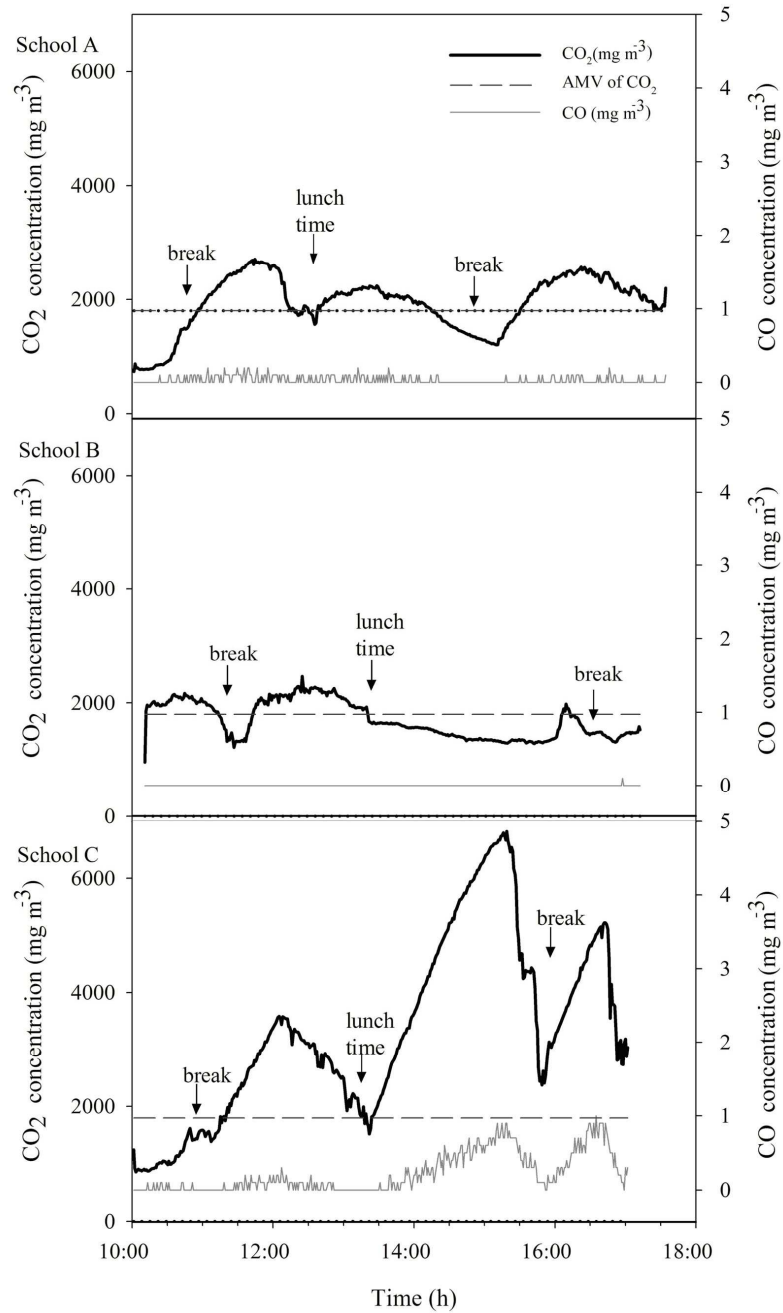 School A
CO2(mg m-3)
AMV of CO2
CO (mg m-3)
CO2 concentration (mg m-3)
6000
4000
2000
0
break
lunch
time
break
5
4
3
2
1
0
CO concentration (mg m-3)
School B
CO2 concentration (mg m-3)
6000
4000
2000
0
break
lunch
time
break
5
4
3
2
1
0
CO concentration (mg m-3)
School C
CO2 concentration (mg m-3)
6000
4000
2000
0
break
lunch
time
break
5
4
3
2
1
0
CO concentration (mg m-3)
10:00 12:00 14:00 16:00 18:00
Time (h)